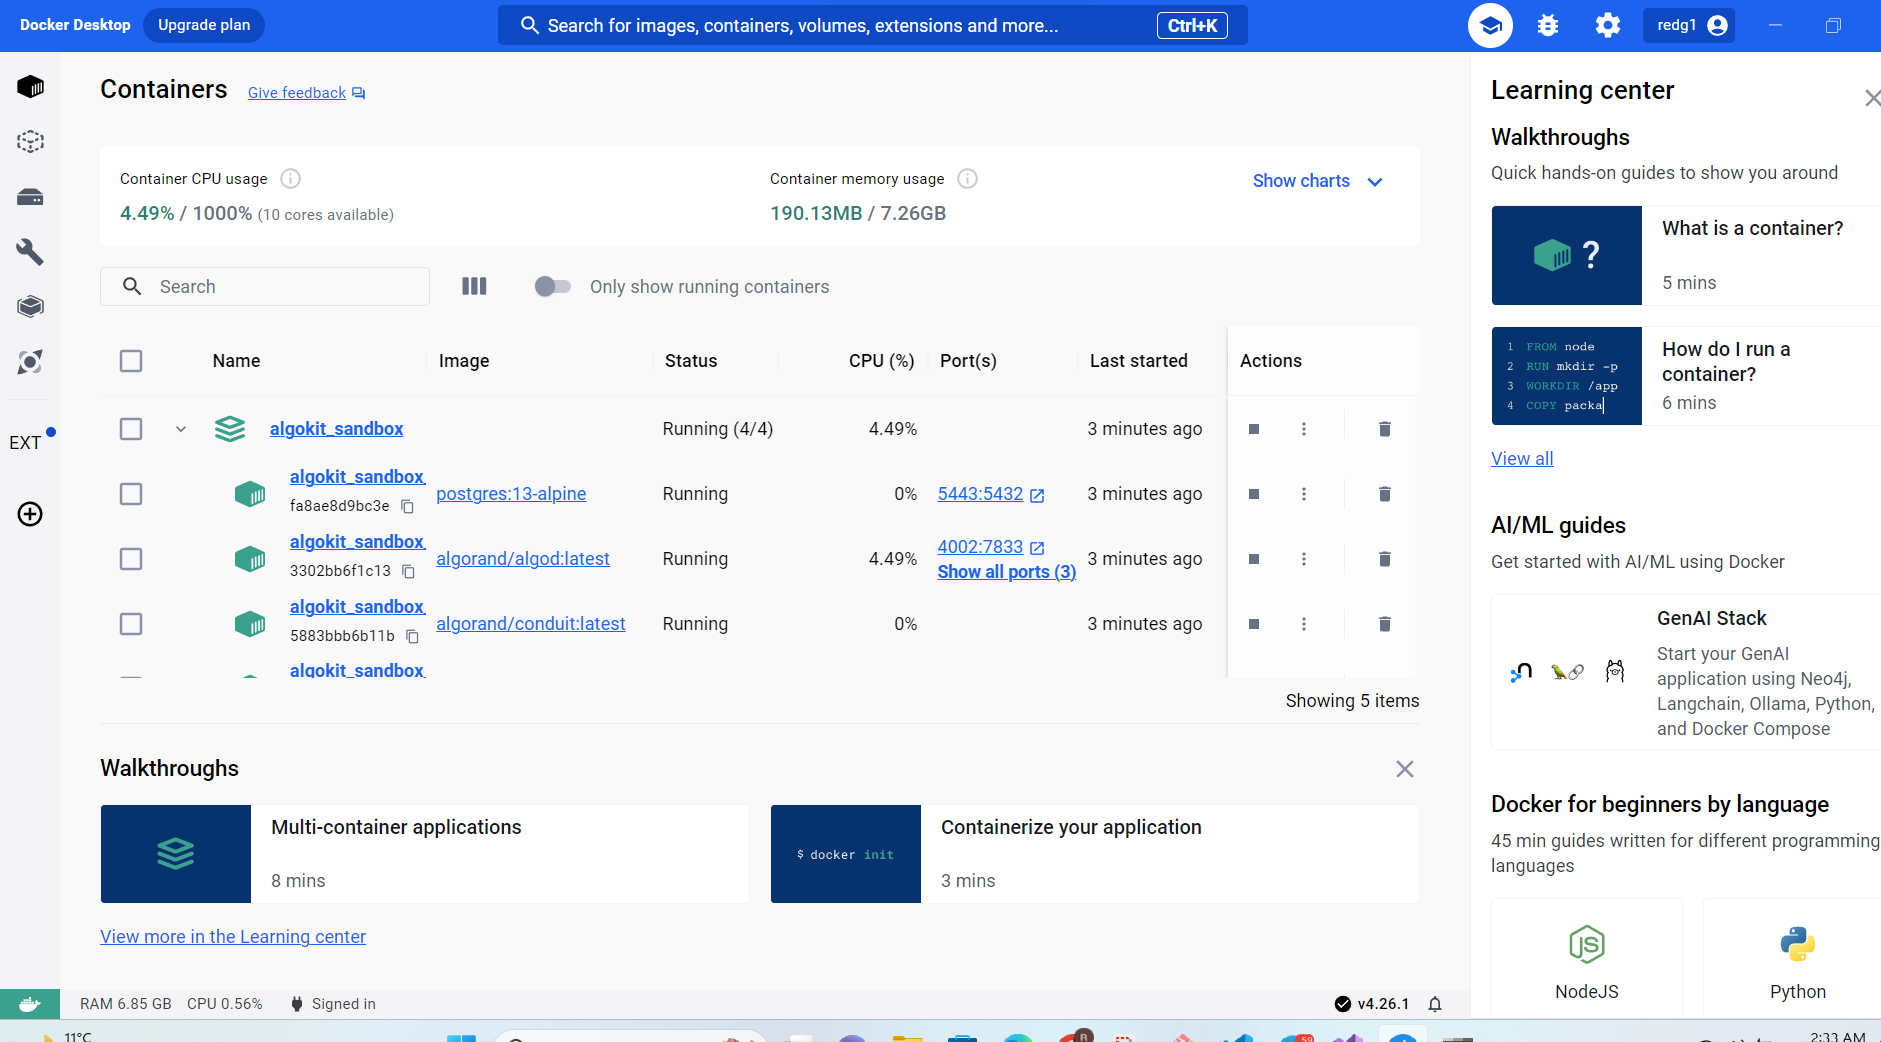 Docker Desktop
Upgrade plan
Search for images, containers, volumes, extensions and more...
Ctrl+K
redg1
Containers
Give feedback
Container CPU usage
4.49% / 1000% (10 cores available)
Container memory usage
190.13MB / 7.26GB
Show charts
Search
Only show running containers
Name Image Status CPU (%) Port(s) Last started Actions
algokit_sandbox Running (4/4) 4.49% 3 minutes ago
algokit_sandbox_
fa8ae8d9bc3e
postgres:13-alpine Running 0% 5443:5432 3 minutes ago
algokit_sandbox_
3302bb6f1c13
algorand/algod:latest Running 4.49% 4002:7833 3 minutes ago
Show all ports (3)
algokit_sandbox_
5883bbb6b11b
algorand/conduit:latest Running 0% 3 minutes ago
algokit_sandbox_
Showing 5 items
EXT
Walkthroughs
Multi-container applications
8 mins
$ docker init
Containerize your application
3 mins
View more in the Learning center
Learning center
Walkthroughs
Quick hands-on guides to show you around
?
What is a container?
5 mins
1 FROM node
2 RUN mkdir -p
3 WORKDIR /app
4 COPY packa
How do I run a
container?
6 mins
View all
AI/ML guides
Get started with AI/ML using Docker
GenAI Stack
Start your GenAI
application using Neo4j,
Langchain, Ollama, Python,
and Docker Compose
Docker for beginners by language
45 min guides written for different programming
languages
NodeJS
Python
RAM 6.85 GB CPU 0.56% Signed in
v4.26.1
11°C
59
2:33 AM